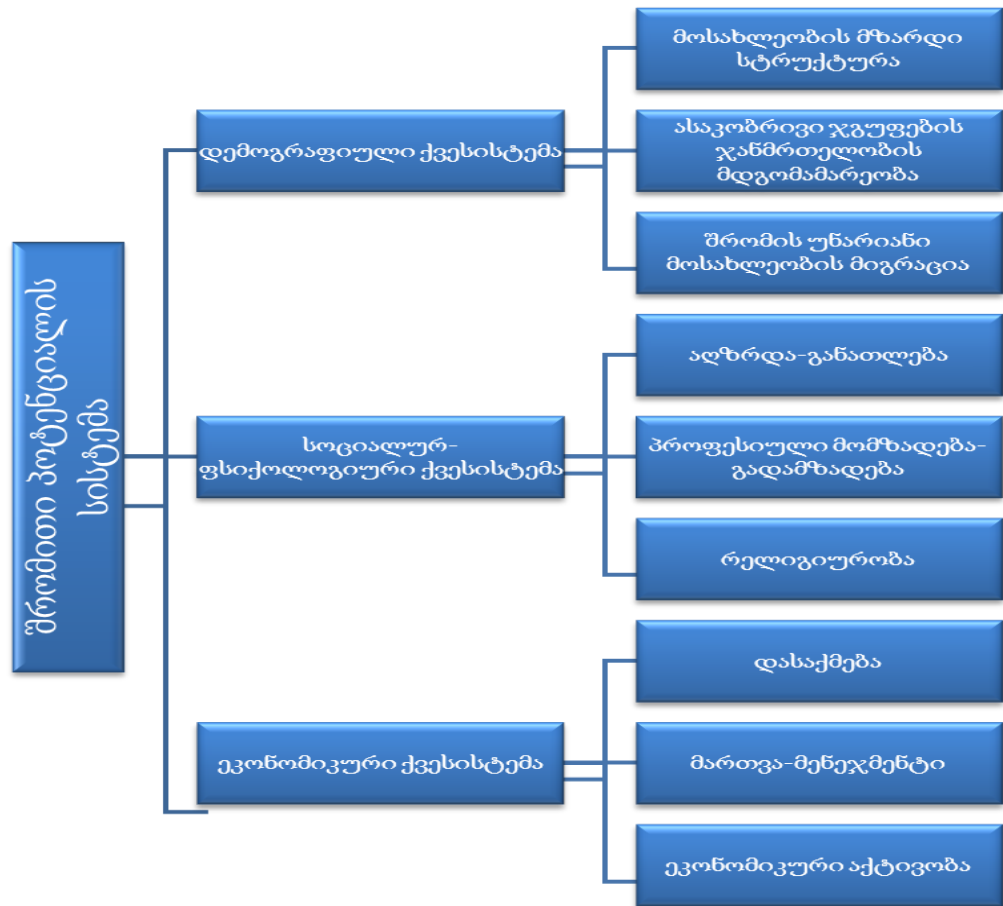 შრომითი პოტენციალის
სისტემა
დემოგრაფიული ქვესისტემა
მოსახლეობის მზარდი
სტრუქტურა
ასაკობრივი ჯგუფების
ჯანმრთელობის
მდგომამარეობა
შრომის უნარიანი
მოსახლეობის მიგრაცია
სოციალურ-
ფსიქოლოგიური ქვესისტემა
აღზრდა-განათლება
პროფესიული მომზადება-
გადამზადება
რელიგიურობა
ეკონომიკური ქვესისტემა
დასაქმება
მართვა-მენეჯმენტი
ეკონომიკური აქტივობა